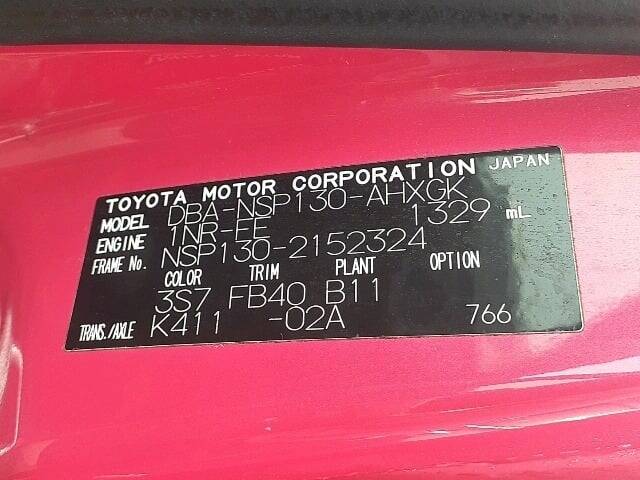 TOYOTA MOTOR CORPORATION JAPAN
MODEL DBA-NSP130-AHXGK
ENGINE 1NR-FE 1329 mL
FRAME No. NSP130-2152324
COLOR TRIM PLANT OPTION
3S7 FB40 B11
TRANS./AXLE K411 -02A 766